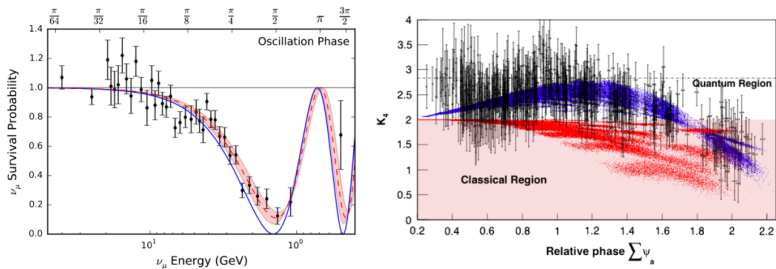 π/64 π/32 π/16 π/8 π/4 π/2 3π/2
Oscillation Phase
1.4
1.2
1.0
0.8
0.6
0.4
0.2
0.0
ν_μ Survival Probability
10¹ 10⁰
ν_μ Energy (GeV)
4
3.5
3
2.5
2
1.5
1
0.5
0
K₄
Quantum Region
Classical Region
0.2 0.4 0.6 0.8 1 1.2 1.4 1.6 1.8 2 2.2
Relative phase ∑ψₐ